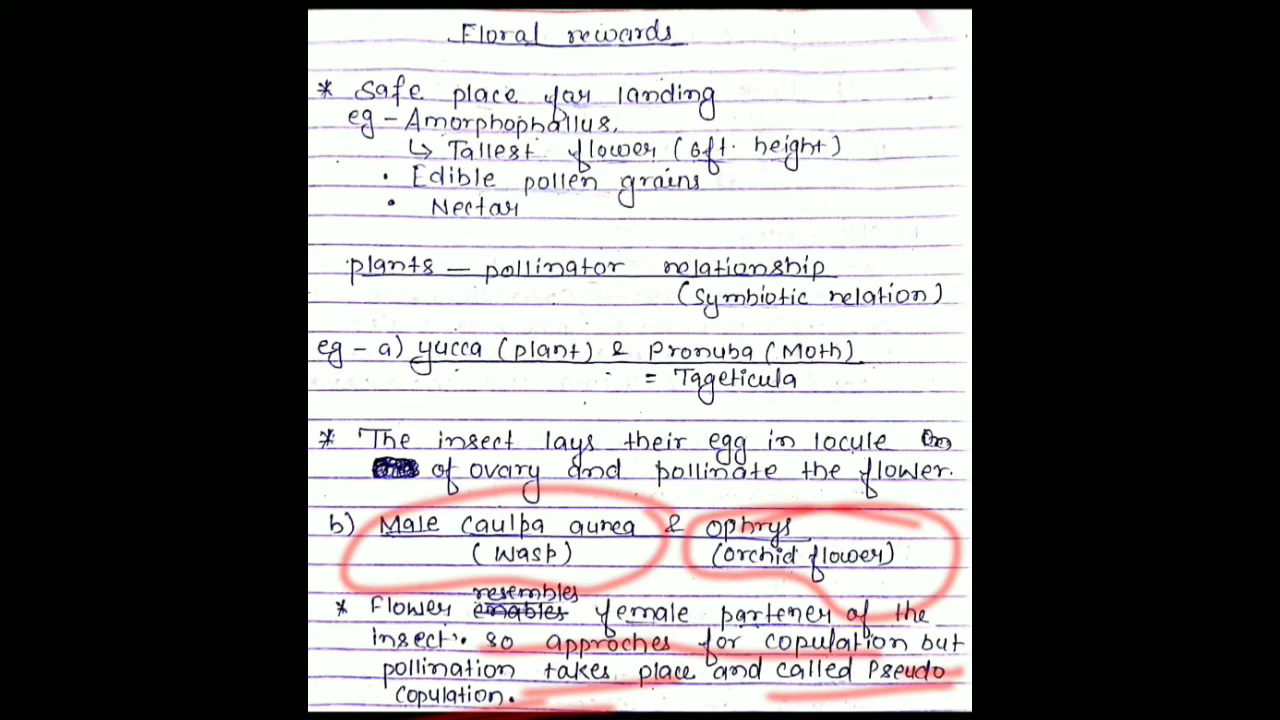 Floral rewards
* Safe place for landing
eg - Amorphophallus.
↳ Tallest flower (6ft. height)
• Edible pollen grains
• Nectar
plants - pollinator relationship
(symbiotic relation)
eg - a) yucca (plant) & Pronuba (Moth)
= Tageticula
* The insect lays their egg in locule
of ovary and pollinate the flower.
b) Male caulpa aurea & ophrys
(wasp) (orchid flower)
resembles
* Flower enables female partener of the
insect. so approches for copulation but
pollination takes place and called Pseudo
copulation.